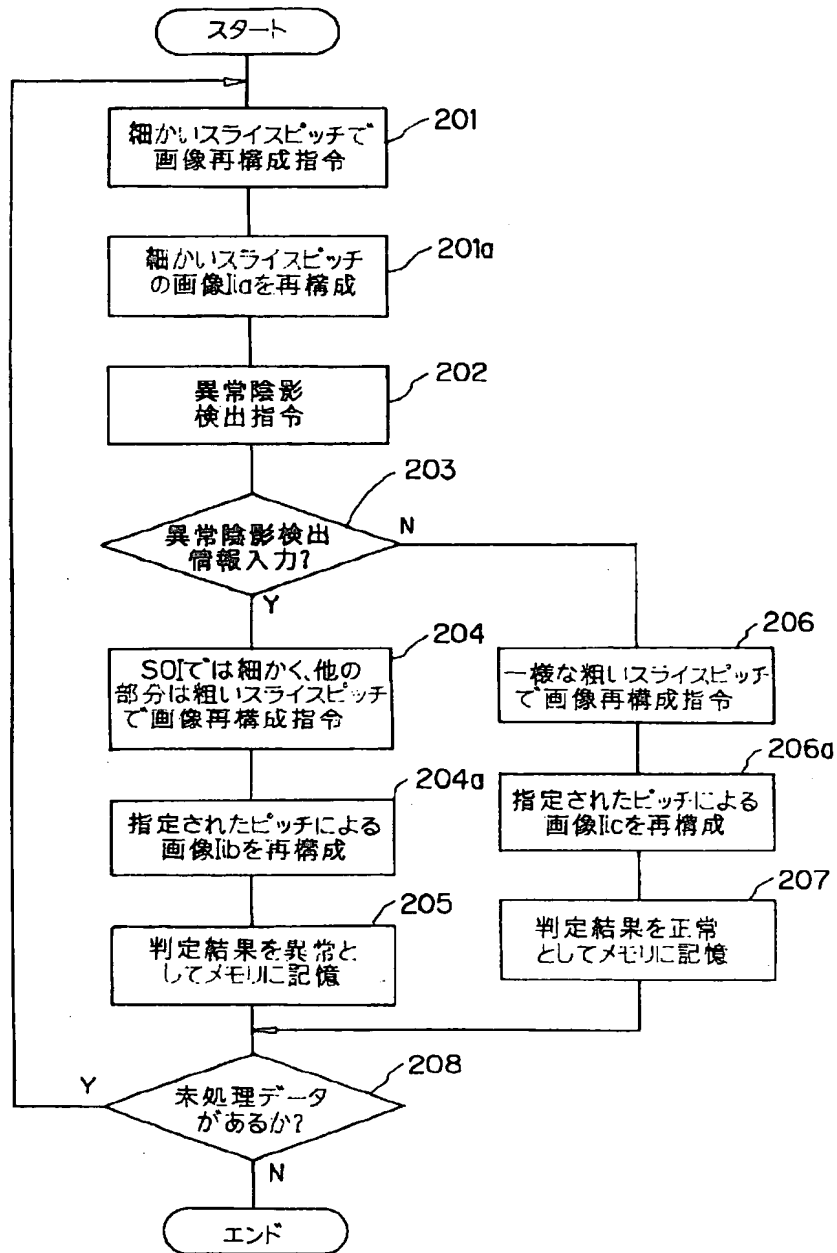 スタート
細かいスライスピッチで
画像再構成指令
201
細かいスライスピッチ
の画像Iiaを再構成
201a
異常陰影
検出指令
202
異常陰影検出
情報入力?
203
N
Y
SOIでは細かく、他の
部分は粗いスライスピッチ
で画像再構成指令
204
一様な粗いスライスピッチ
で画像再構成指令
206
指定されたピッチによる
画像Iibを再構成
204a
指定されたピッチによる
画像Iicを再構成
206a
判定結果を異常と
してメモリに記憶
205
判定結果を正常
としてメモリに記憶
207
未処理データ
があるか?
208
Y
N
エンド